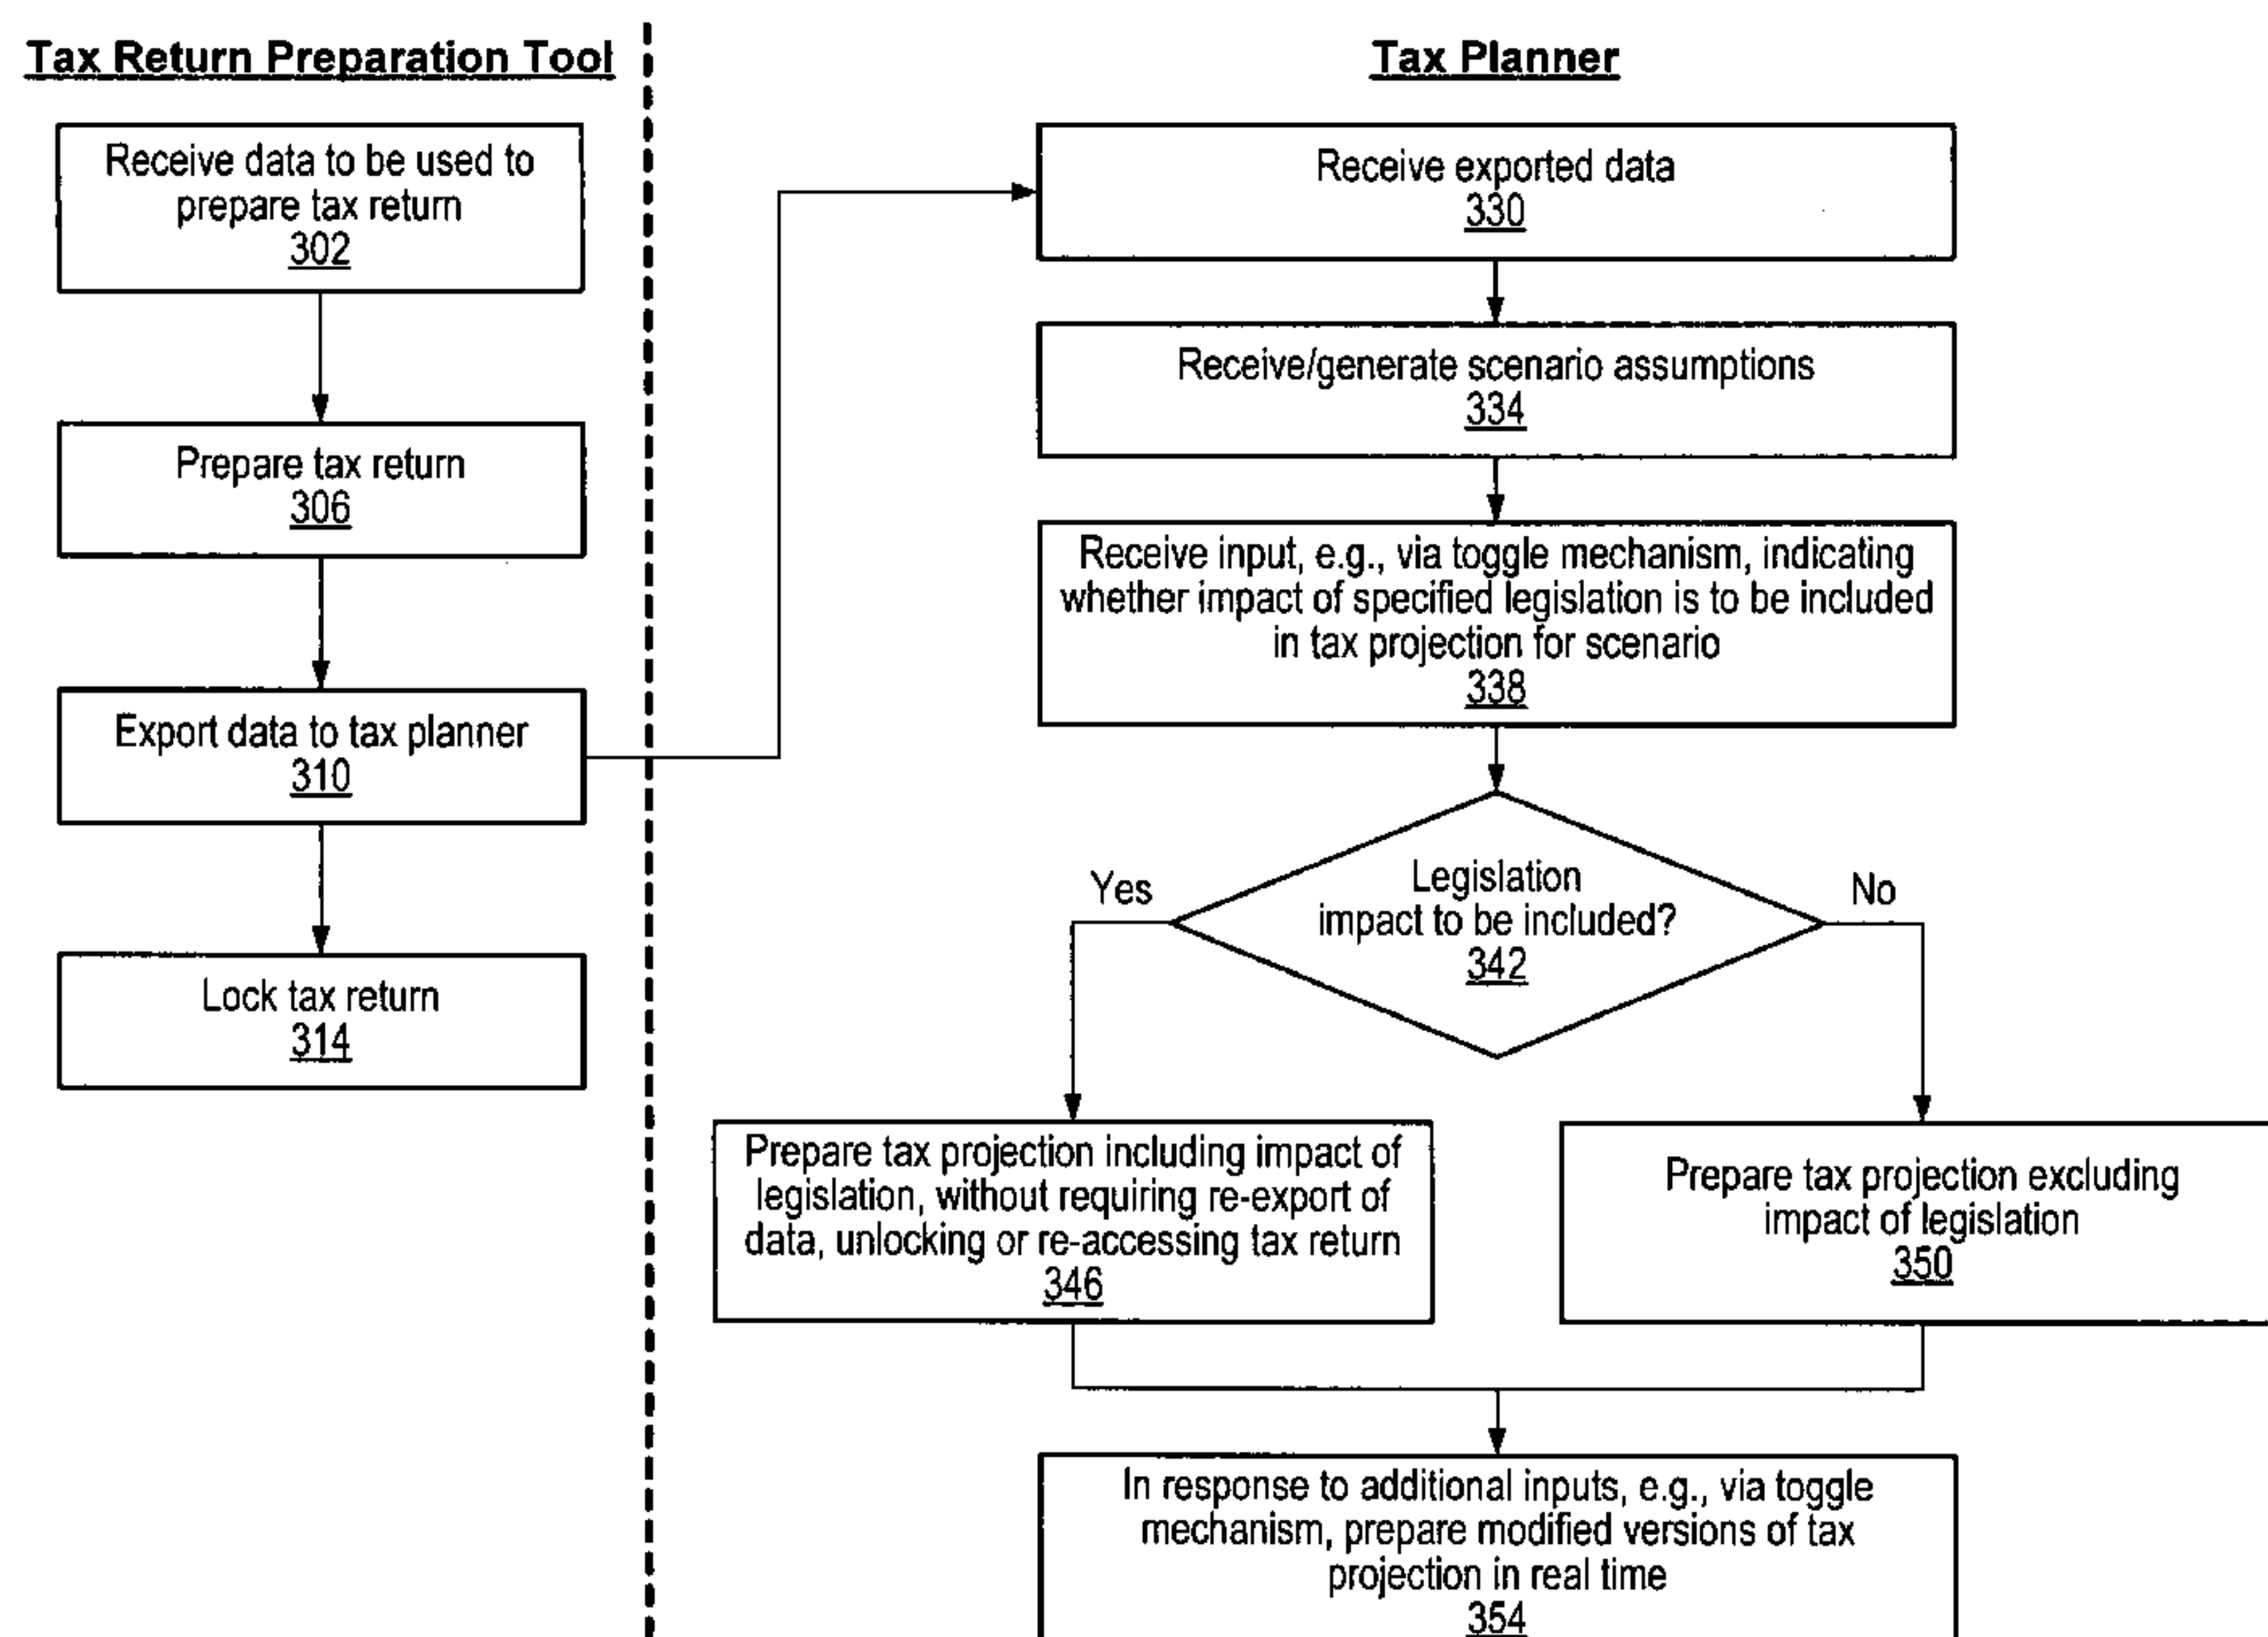 Tax Return Preparation Tool
Receive data to be used to
prepare tax return
302
Prepare tax return
306
Export data to tax planner
310
Lock tax return
314
Tax Planner
Receive exported data
330
Receive/generate scenario assumptions
334
Receive input, e.g., via toggle mechanism, indicating
whether impact of specified legislation is to be included
in tax projection for scenario
338
Legislation
impact to be included?
342
Yes
No
Prepare tax projection including impact of
legislation, without requiring re-export of
data, unlocking or re-accessing tax return
346
Prepare tax projection excluding
impact of legislation
350
In response to additional inputs, e.g., via toggle
mechanism, prepare modified versions of tax
projection in real time
354